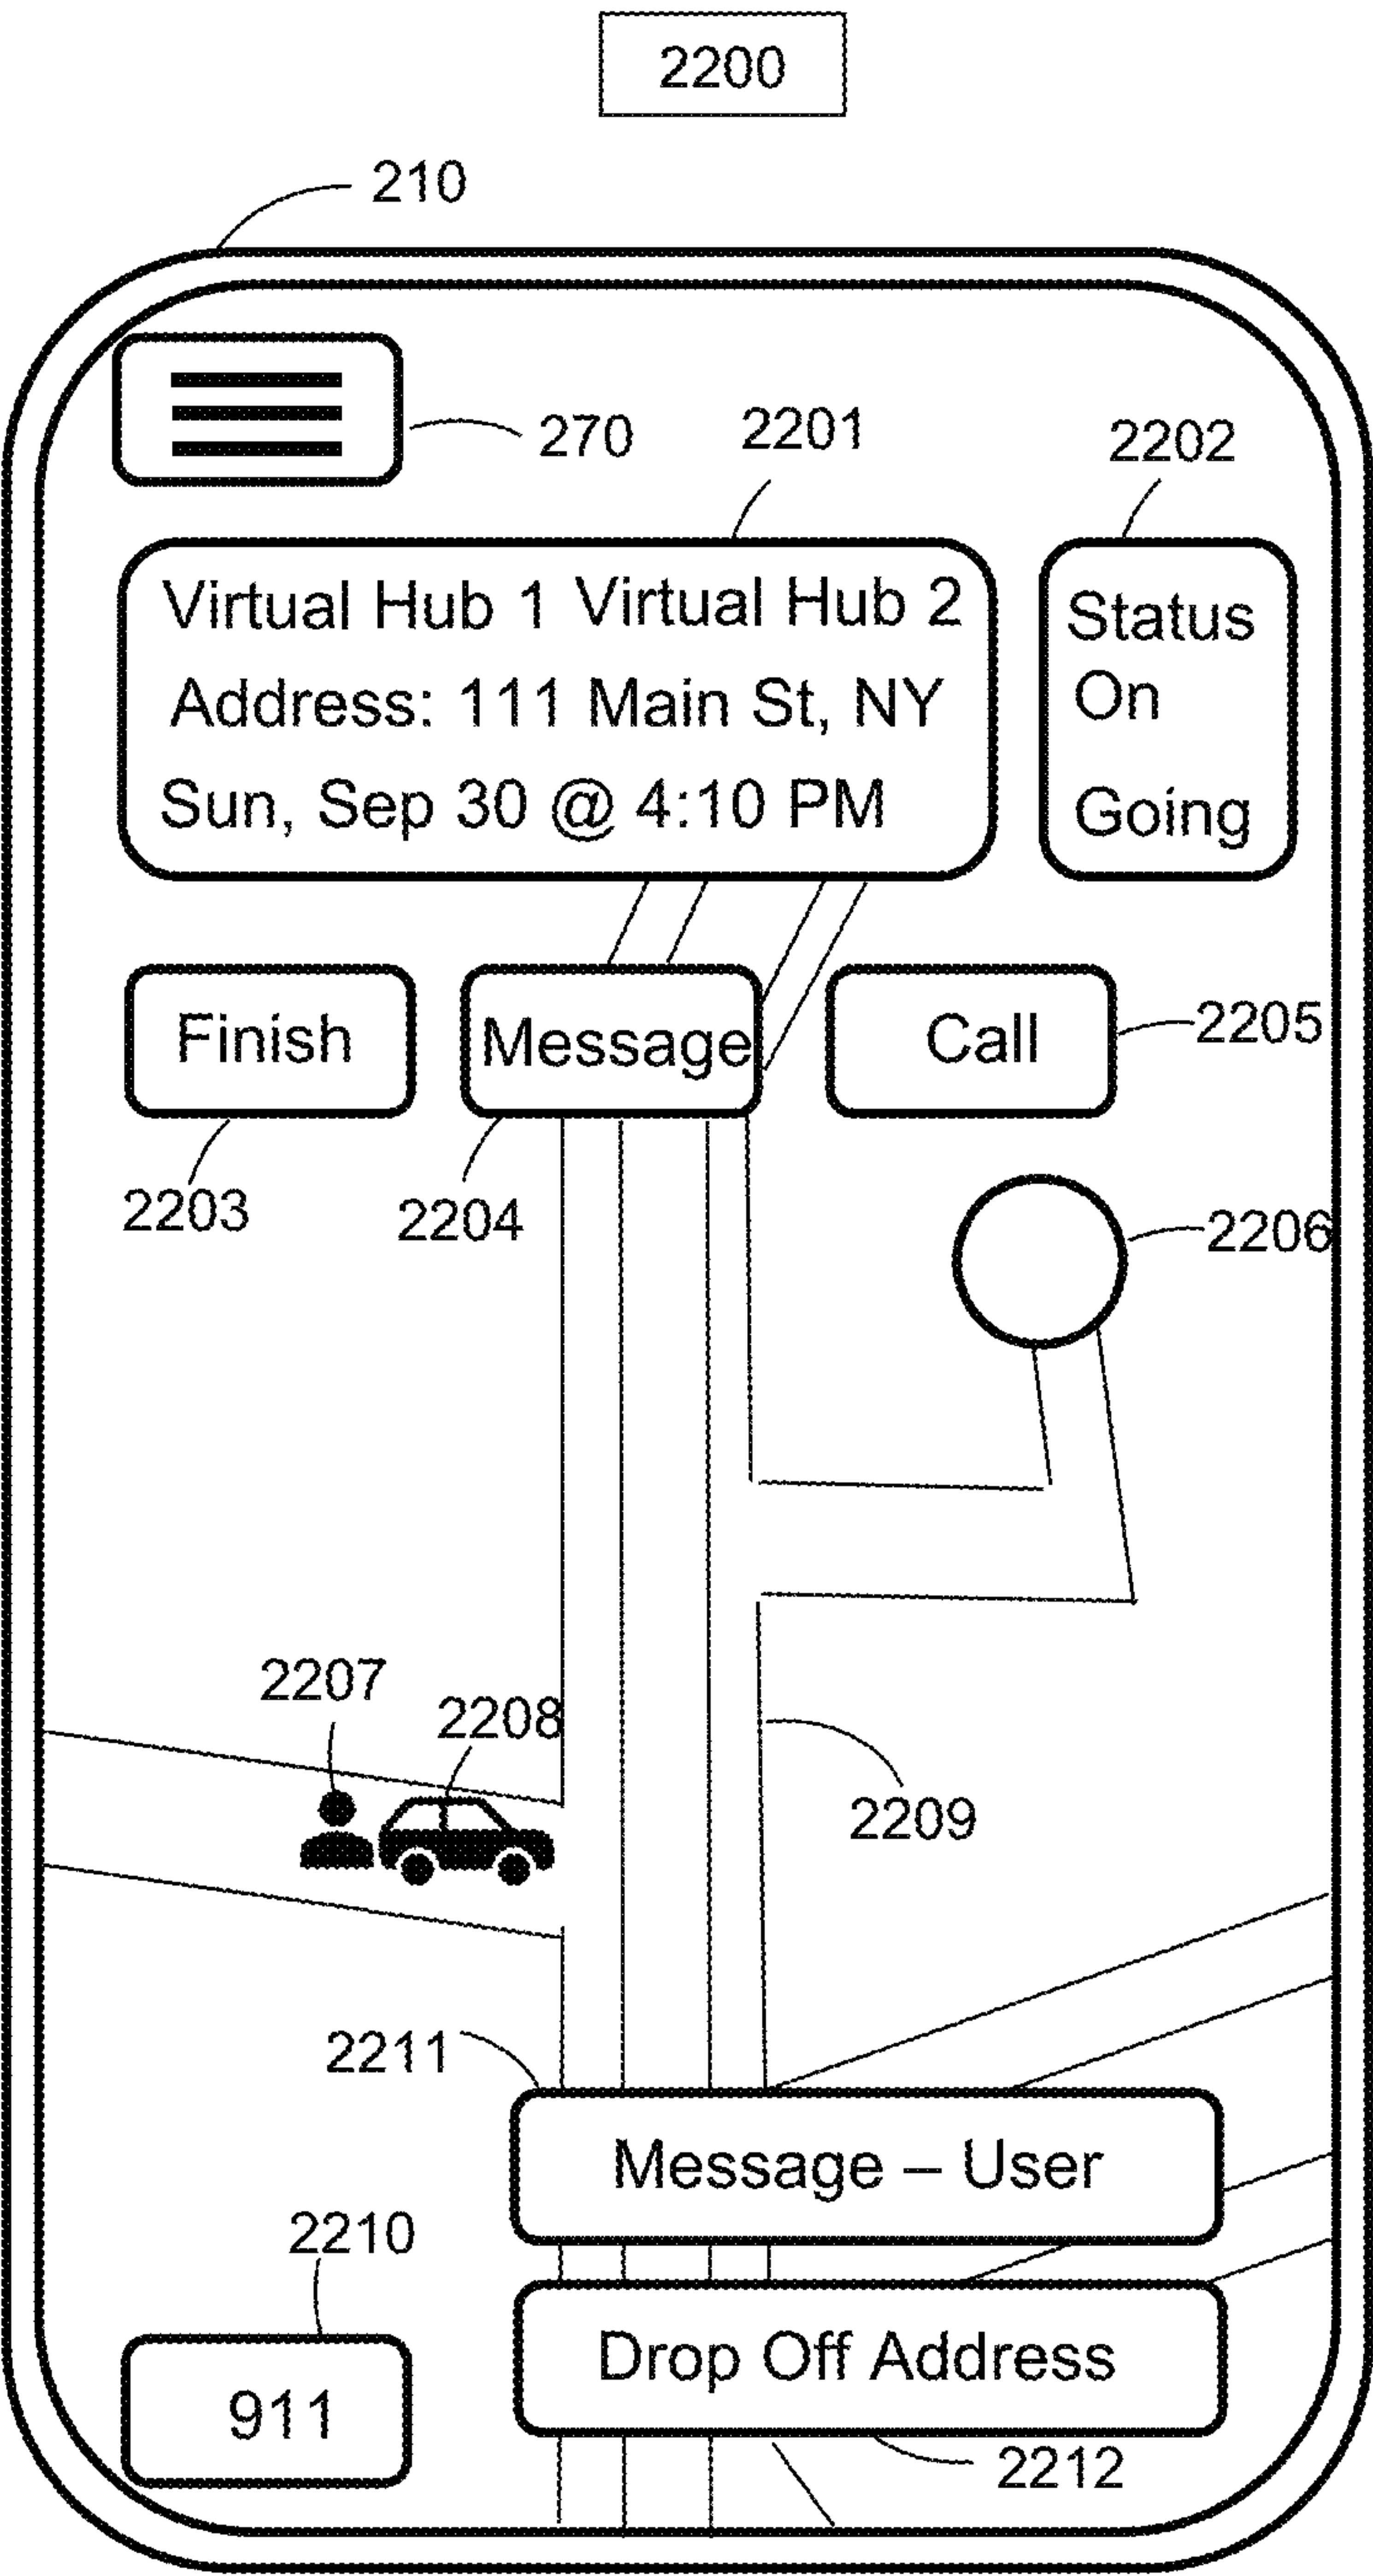 2200
210
270
2201
2202
Virtual Hub 1 Virtual Hub 2
Address: 111 Main St, NY
Sun, Sep 30 @ 4:10 PM
Status
On
Going
Finish
Message
Call
2205
2203
2204
2206
2207
2208
2209
2211
Message – User
2210
Drop Off Address
911
2212